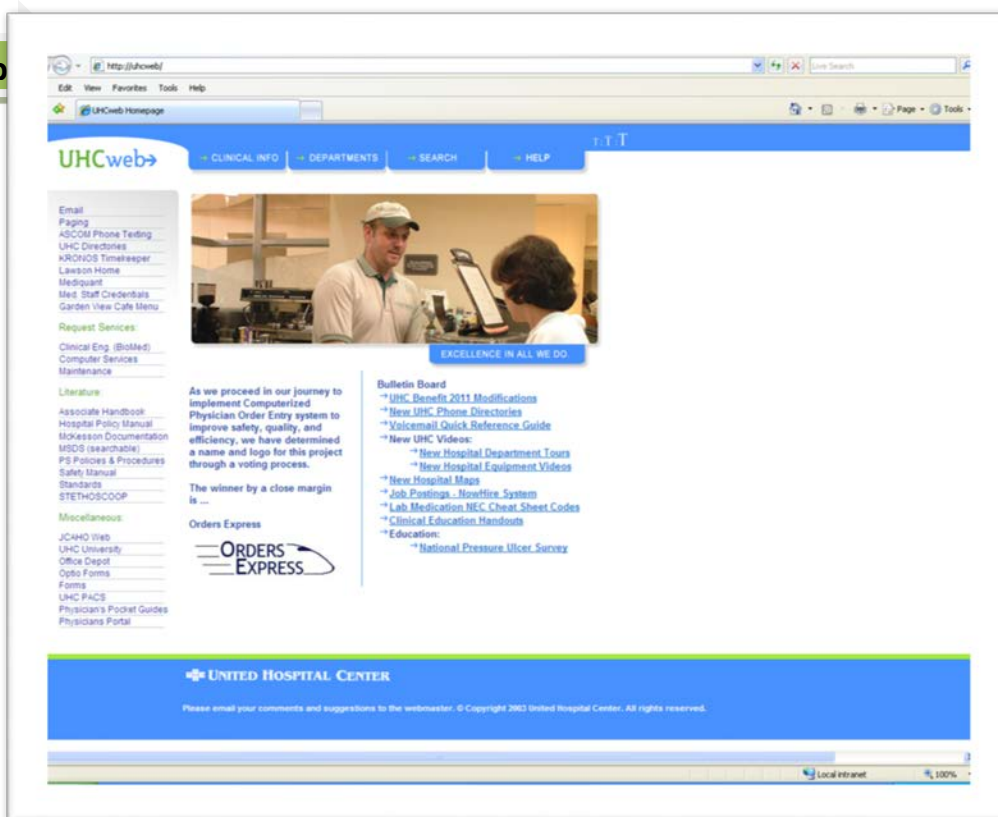 http://uhcweb/
Live Search
Edit View Favorites Tools Help
UHCweb Homepage
Page Tools
UHCweb
CLINICAL INFO DEPARTMENTS SEARCH HELP
T T T
Email
Paging
ASCOM Phone Texting
UHC Directories
KRONOS Timekeeper
Lawson Home
Mediquant
Med. Staff Credentials
Garden View Cafe Menu
Request Services:
Clinical Eng. (BioMed)
Computer Services
Maintenance
Literature:
Associate Handbook
Hospital Policy Manual
McKesson Documentation
MSDS (searchable)
PS Policies & Procedures
Safety Manual
Standards
STETHOSCOOP
Miscellaneous:
JCAHO Web
UHC University
Office Depot
Optio Forms
Forms
UHC PACS
Physician's Pocket Guides
Physicians Portal
EXCELLENCE IN ALL WE DO
As we proceed in our journey to
implement Computerized
Physician Order Entry system to
improve safety, quality, and
efficiency, we have determined
a name and logo for this project
through a voting process.
The winner by a close margin
is ...
Orders Express
ORDERS
EXPRESS
Bulletin Board
UHC Benefit 2011 Modifications
New UHC Phone Directories
Voicemail Quick Reference Guide
New UHC Videos:
New Hospital Department Tours
New Hospital Equipment Videos
New Hospital Maps
Job Postings - NowHire System
Lab Medication NEC Cheat Sheet Codes
Clinical Education Handouts
Education:
National Pressure Ulcer Survey
UNITED HOSPITAL CENTER
Please email your comments and suggestions to the webmaster. © Copyright 2003 United Hospital Center. All rights reserved.
Local intranet 100%